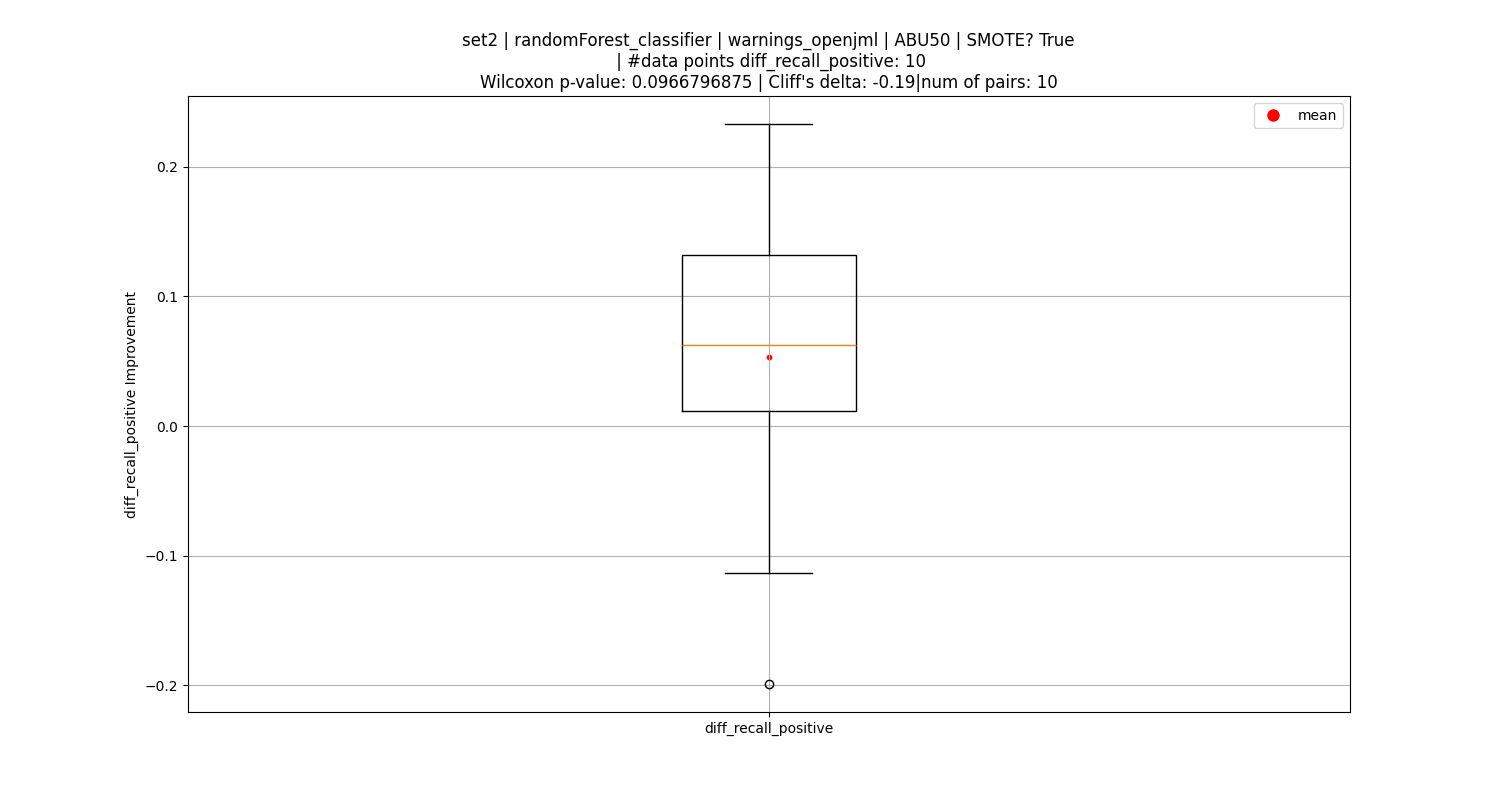 set2 | randomForest_classifier | warnings_openjml | ABU50 | SMOTE? True
| #data points diff_recall_positive: 10
Wilcoxon p-value: 0.0966796875 | Cliff's delta: -0.19|num of pairs: 10
mean
0.2
0.1
0.0
−0.1
−0.2
diff_recall_positive Improvement
diff_recall_positive